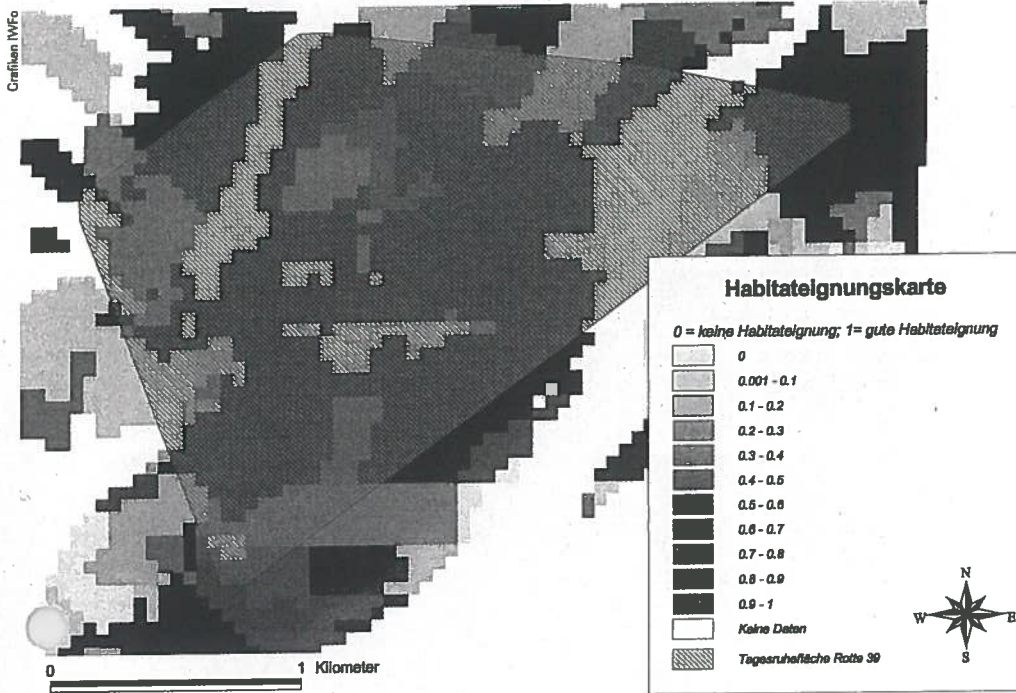 Grafiken IWFo
Habitateignungskarte
0 = keine Habitateignung; 1= gute Habitateignung
0
0.001 - 0.1
0.1 - 0.2
0.2 - 0.3
0.3 - 0.4
0.4 - 0.5
0.5 - 0.6
0.6 - 0.7
0.7 - 0.8
0.8 - 0.9
0.9 - 1
Keine Daten
Tagesruhefläche Rotte 39
N
W E
S
0 1 Kilometer